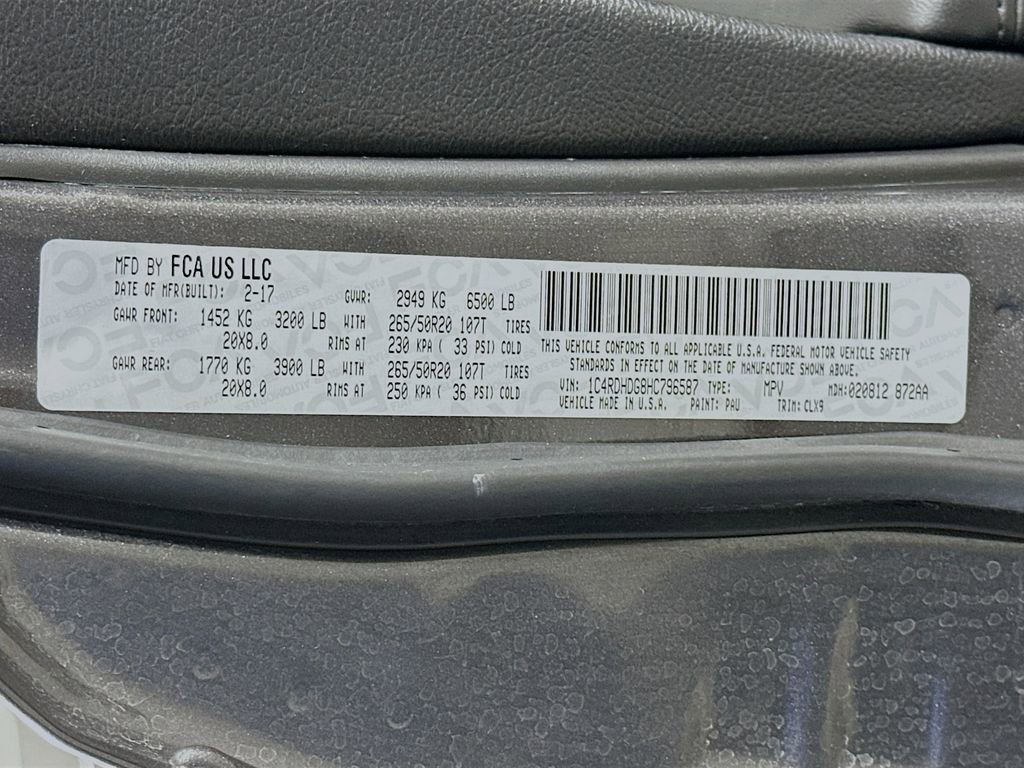 MFD BY FCA US LLC
DATE OF MFR(BUILT): 2-17 GVWR: 2949 KG 6500 LB
GAWR FRONT: 1452 KG 3200 LB WITH 265/50R20 107T TIRES
20X8.0 RIMS AT 230 KPA ( 33 PSI) COLD
GAWR REAR: 1770 KG 3900 LB WITH 265/50R20 107T TIRES
20X8.0 RIMS AT 250 KPA ( 36 PSI) COLD
THIS VEHICLE CONFORMS TO ALL APPLICABLE U.S.A. FEDERAL MOTOR VEHICLE SAFETY
STANDARDS IN EFFECT ON THE DATE OF MANUFACTURE SHOWN ABOVE.
VIN: 1C4RDHDG8HC796587 TYPE: MPV MDH:020812 872AA
VEHICLE MADE IN U.S.A. PAINT: PAU TRIM: CLX9